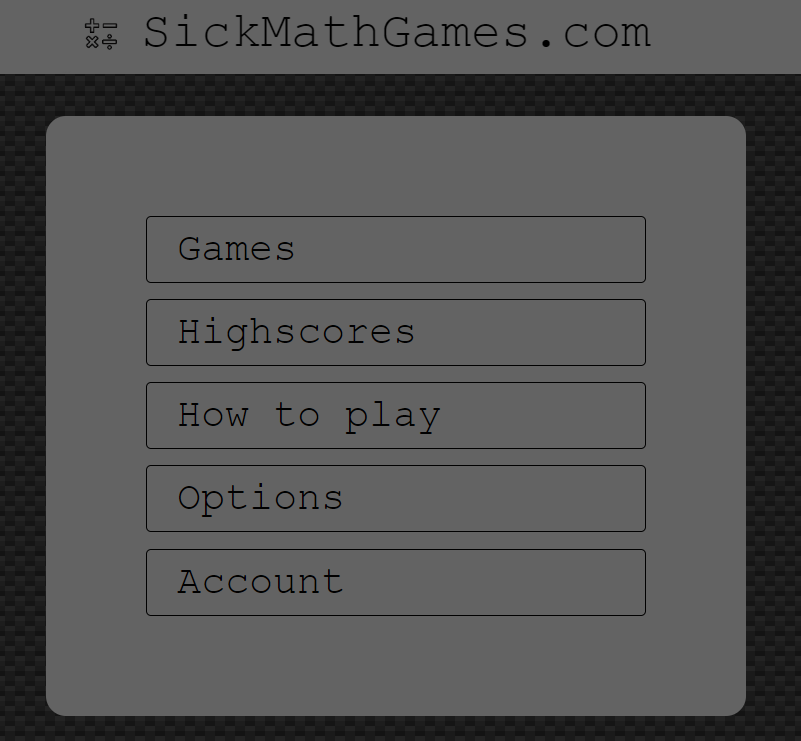 SickMathGames.com
Games
Highscores
How to play
Options
Account